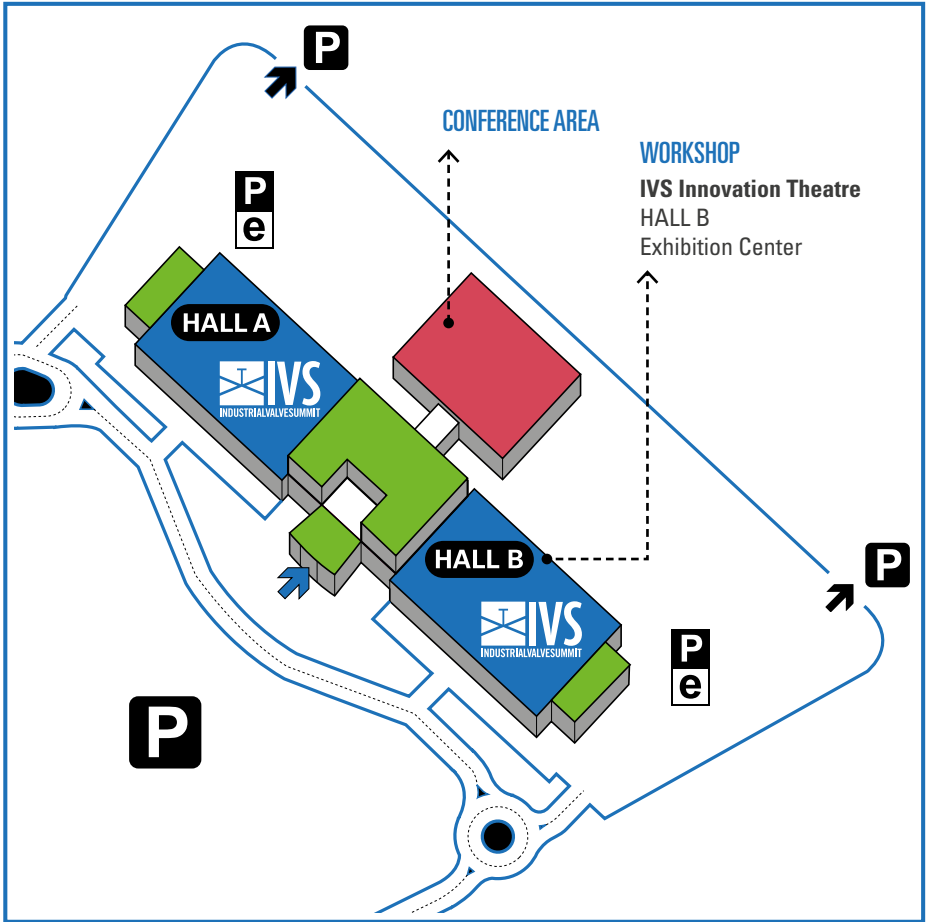 P
CONFERENCE AREA
WORKSHOP
IVS Innovation Theatre
HALL B
Exhibition Center
P
e
HALL A
IVS
INDUSTRIALVALVESUMMIT
HALL B
IVS
INDUSTRIALVALVESUMMIT
P
P
e
P